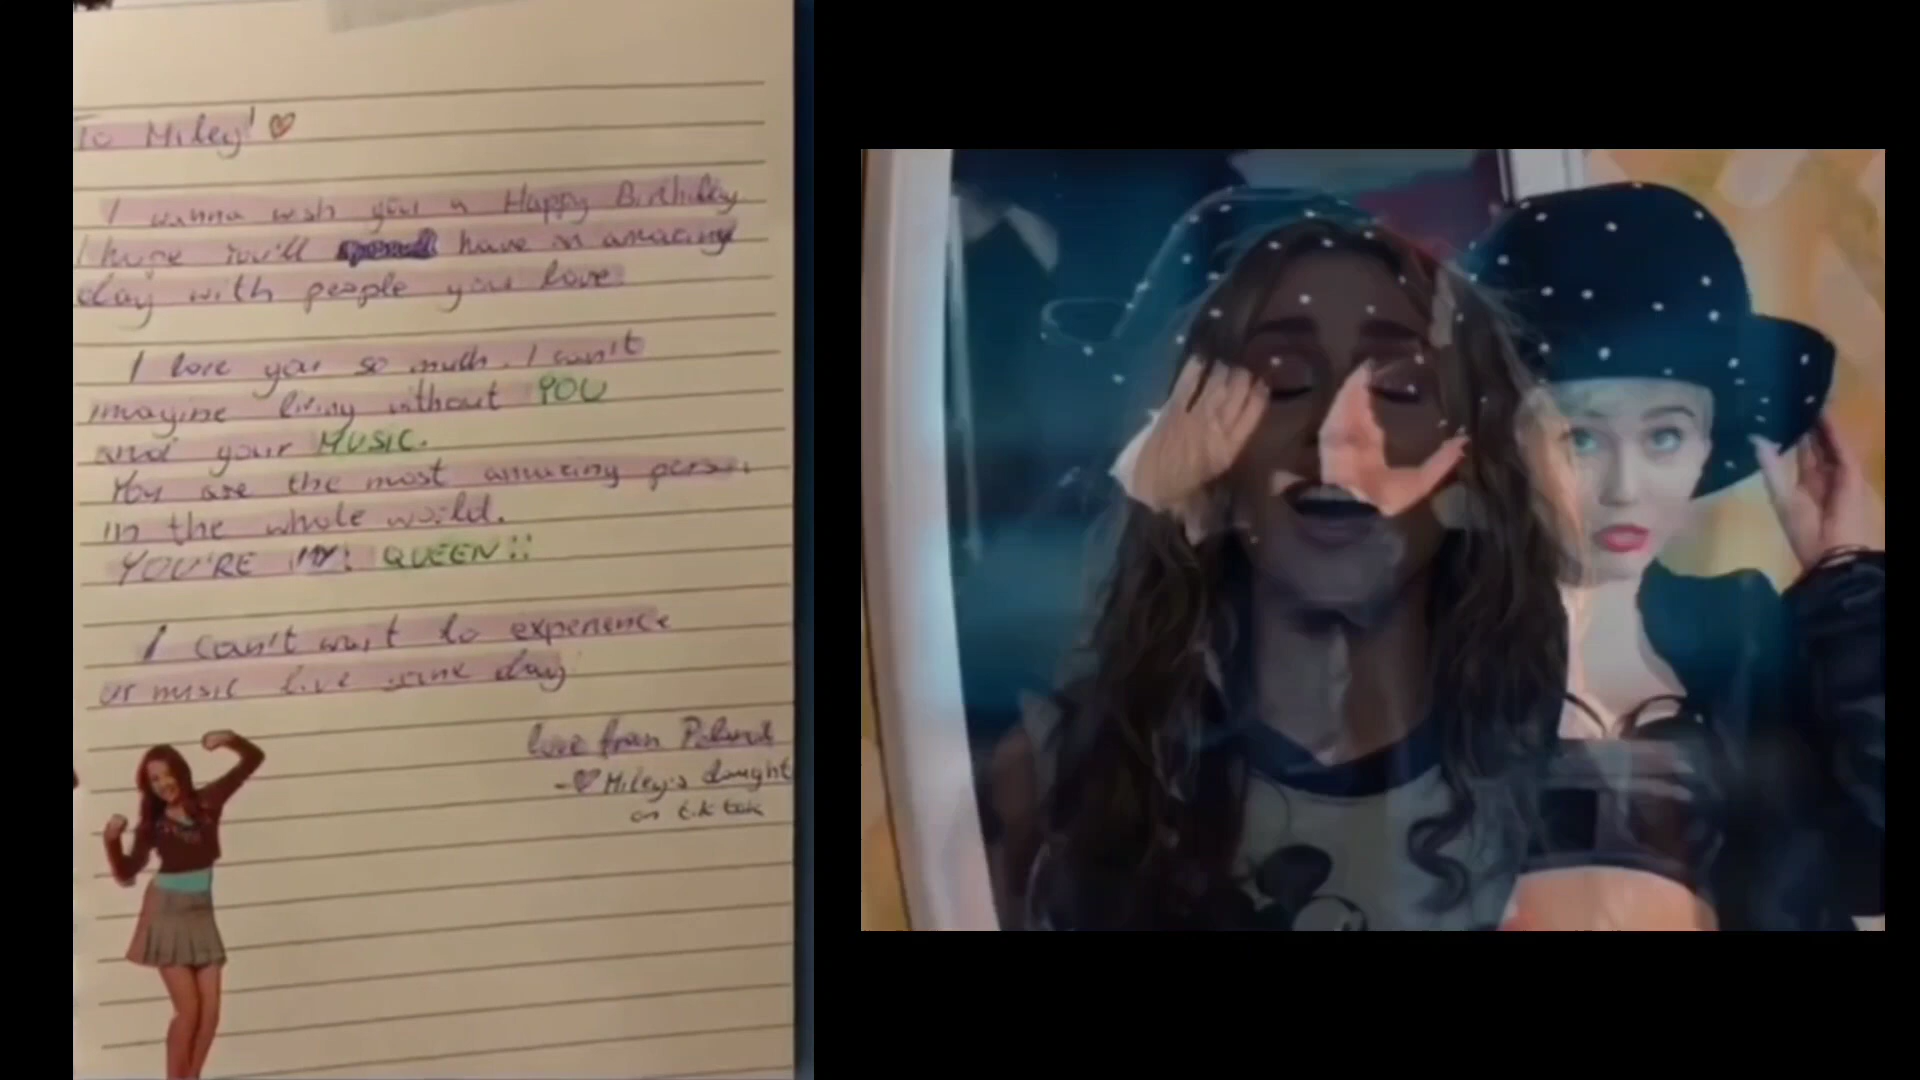 To Miley! ♡
I wanna wish you a Happy Birthday
I hope You'll have an amazing
day with people you love
I love you so much. I can't
imagine living without YOU
and your MUSIC.
You are the most amazing person
in the whole world.
YOU'RE MY QUEEN!!
I can't wait to experience
ur music live some day
love from Poland
-♡ Miley's daught
on tik tok